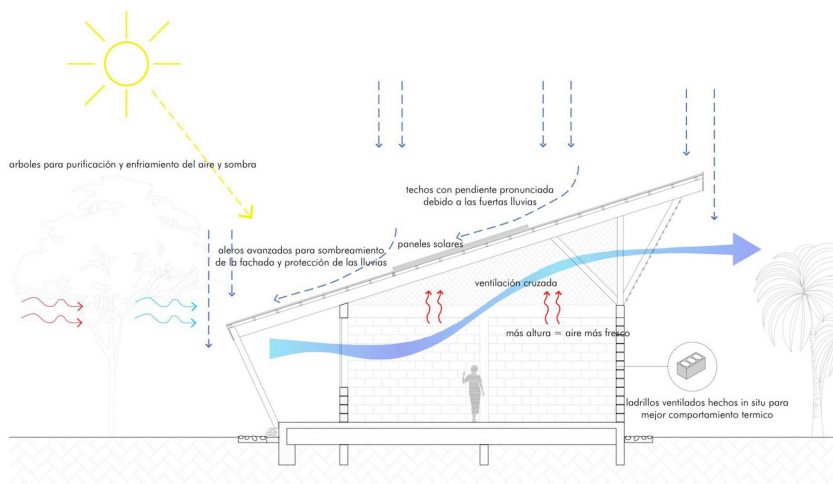 arboles para purificación y enfriamiento del aire y sombra
techos con pendiente pronunciada
debido a las fuertas lluvias
aleros avanzados para sombreamiento
de la fachada y protección de las lluvias
paneles solares
ventilación cruzada
más altura = aire más fresco
ladrillos ventilados hechos in situ para
mejor comportamiento termico